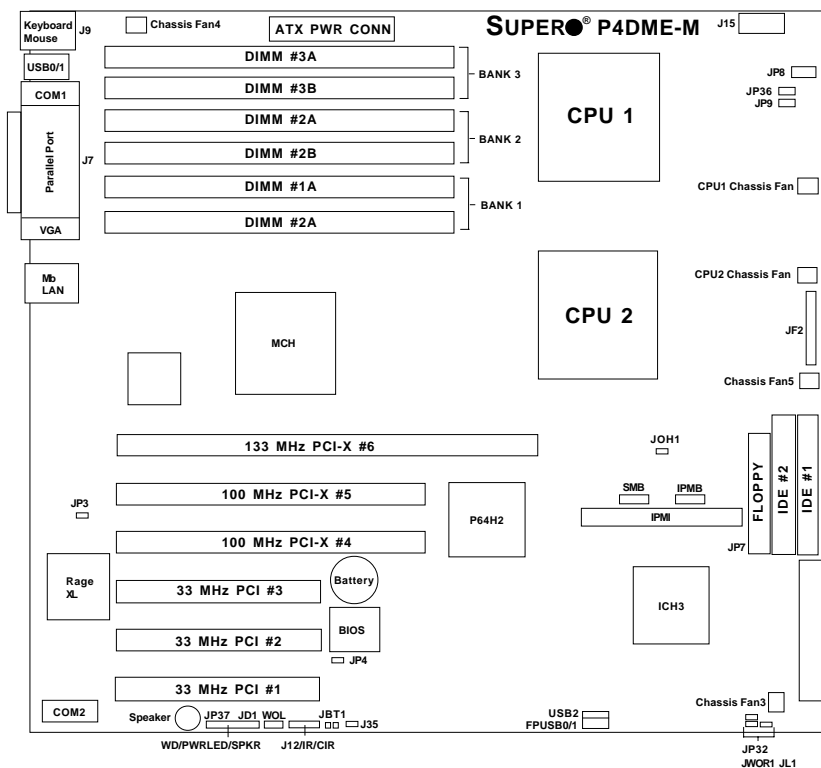 Keyboard
Mouse
J9
Chassis Fan4
ATX PWR CONN
SUPER® P4DME-M
J15
USB0/1
DIMM #3A
BANK 3
JP8
COM1
DIMM #3B
JP36
JP9
CPU 1
Parallel Port
J7
DIMM #2A
BANK 2
DIMM #2B
DIMM #1A
BANK 1
CPU1 Chassis Fan
VGA
DIMM #2A
Mb
LAN
CPU2 Chassis Fan
CPU 2
MCH
JF2
Chassis Fan5
133 MHz PCI-X #6
JOH1
FLOPPY
IDE #2
IDE #1
100 MHz PCI-X #5
SMB
IPMB
JP3
P64H2
IPMI
100 MHz PCI-X #4
JP7
Rage
XL
33 MHz PCI #3
Battery
ICH3
33 MHz PCI #2
BIOS
JP4
33 MHz PCI #1
Chassis Fan3
COM2
Speaker
JP37
JD1
WOL
JBT1
J35
USB2
FPUSB0/1
WD/PWRLED/SPKR
J12/IR/CIR
JP32
JWOR1
JL1